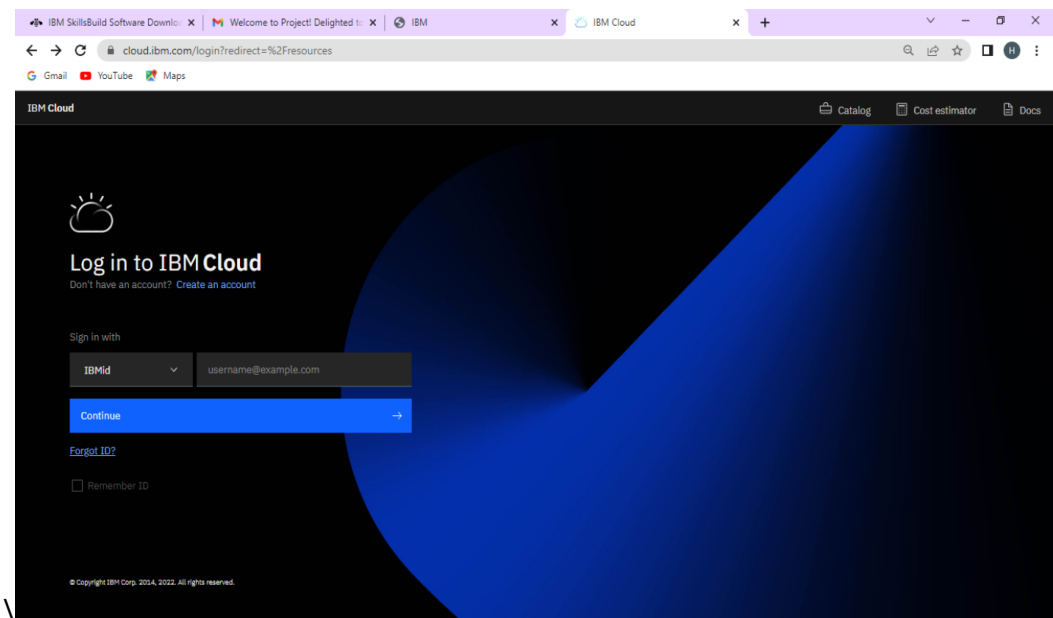 IBM SkillsBuild Software Downlo
Welcome to Project! Delighted to
IBM
IBM Cloud
cloud.ibm.com/login?redirect=%2Fresources
H
Gmail
YouTube
Maps
IBM Cloud
Catalog
Cost estimator
Docs
Log in to IBM Cloud
Don't have an account? Create an account
Sign in with
IBMid
username@example.com
Continue
Forgot ID?
Remember ID
© Copyright IBM Corp. 2014, 2022. All rights reserved.
\